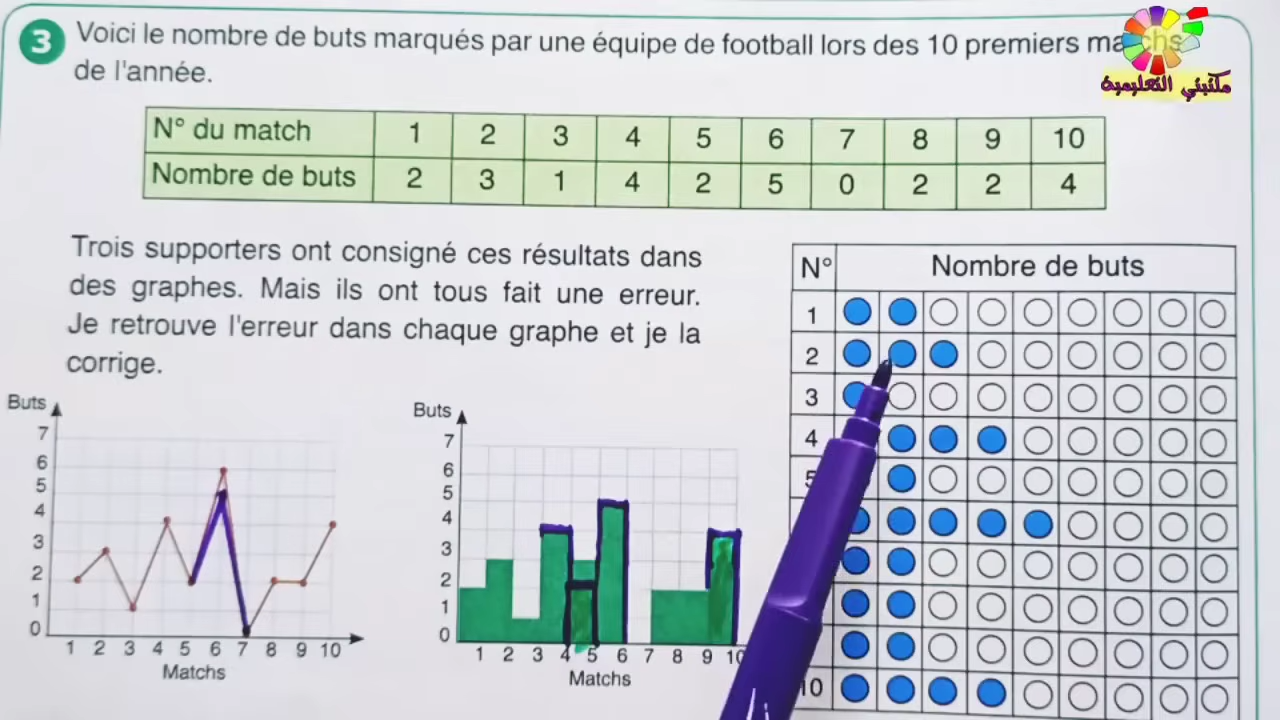 3 Voici le nombre de buts marqués par une équipe de football lors des 10 premiers
de l'année.
مكتبتي التعليمية
N° du match 1 2 3 4 5 6 7 8 9 10
Nombre de buts 2 3 1 4 2 5 0 2 2 4
Trois supporters ont consigné ces résultats dans
des graphes. Mais ils ont tous fait une erreur.
Je retrouve l'erreur dans chaque graphe et je la
corrige.
Buts
7
6
5
4
3
2
1
0
1 2 3 4 5 6 7 8 9 10
Matchs
Buts
7
6
5
4
3
2
1
0
1 2 3 4 5 6 7 8 9 10
Matchs
N° Nombre de buts
1
2
3
4
5
10